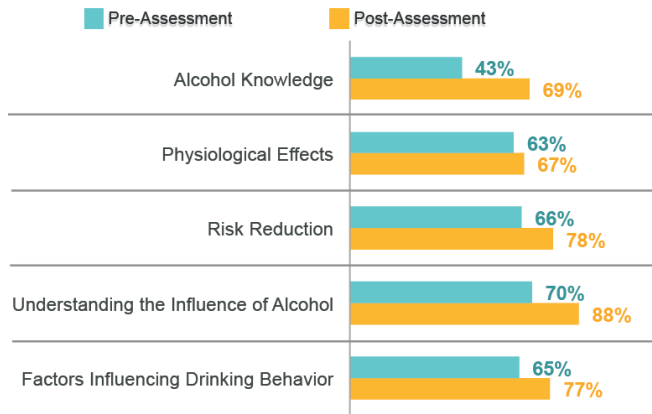 Pre-Assessment Post-Assessment
Alcohol Knowledge 43%
69%
Physiological Effects 63%
67%
Risk Reduction 66%
78%
Understanding the Influence of Alcohol 70%
88%
Factors Influencing Drinking Behavior 65%
77%